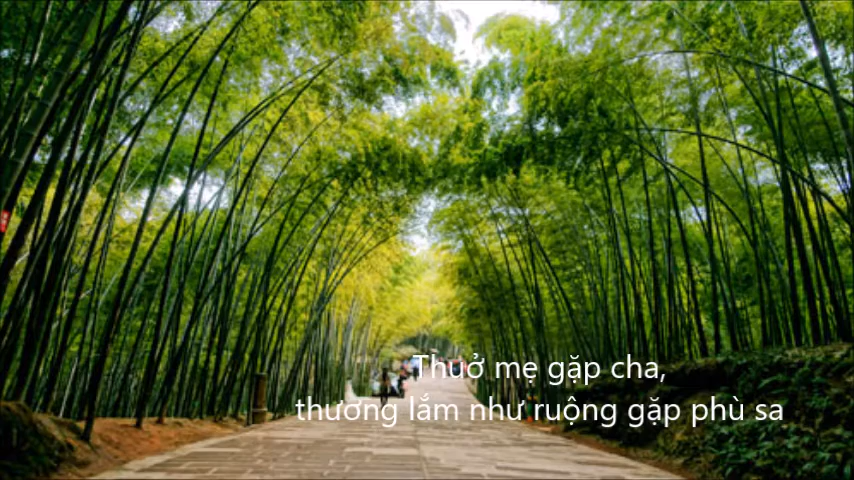 Thuở mẹ gặp cha,
thương lắm như ruộng gặp phù sa